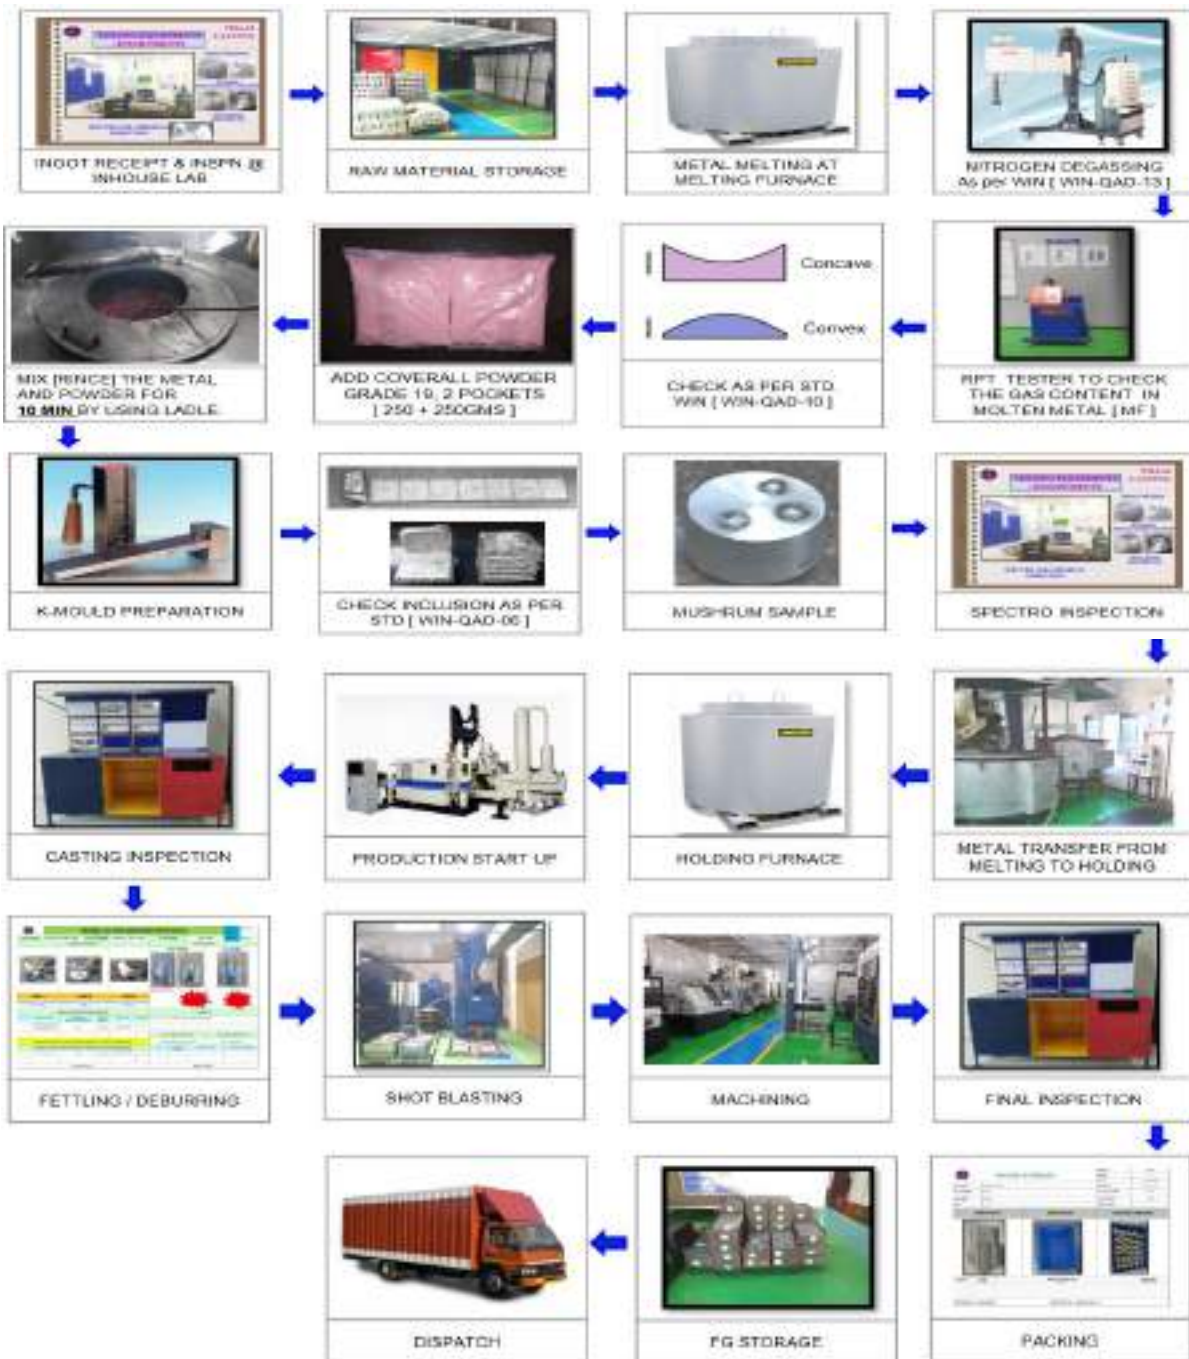 INGOT RECEIPT & INSPN @
INHOUSE LAB
RAW MATERIAL STORAGE
METAL MELTING AT
MELTING FURNACE
NITROGEN DEGASSING
As per WIN [ WIN-QAD-13 ]
RPT TESTER TO CHECK
THE GAS CONTENT IN
MOLTEN METAL [ MF ]
Concave
Convex
CHECK AS PER STD
WIN [ WIN-QAD-10 ]
ADD COVERALL POWDER
GRADE 19, 2 POCKETS
[ 250 + 250GMS ]
MIX [RINCE] THE METAL
AND POWDER FOR
10 MIN BY USING LADLE.
K-MOULD PREPARATION
CHECK INCLUSION AS PER
STD [ WIN-QAD-06 ]
MUSHRUM SAMPLE
SPECTRO INSPECTION
METAL TRANSFER FROM
MELTING TO HOLDING
HOLDING FURNACE
PRODUCTION START UP
CASTING INSPECTION
FETTLING / DEBURRING
SHOT BLASTING
MACHINING
FINAL INSPECTION
PACKING
FG STORAGE
DISPATCH